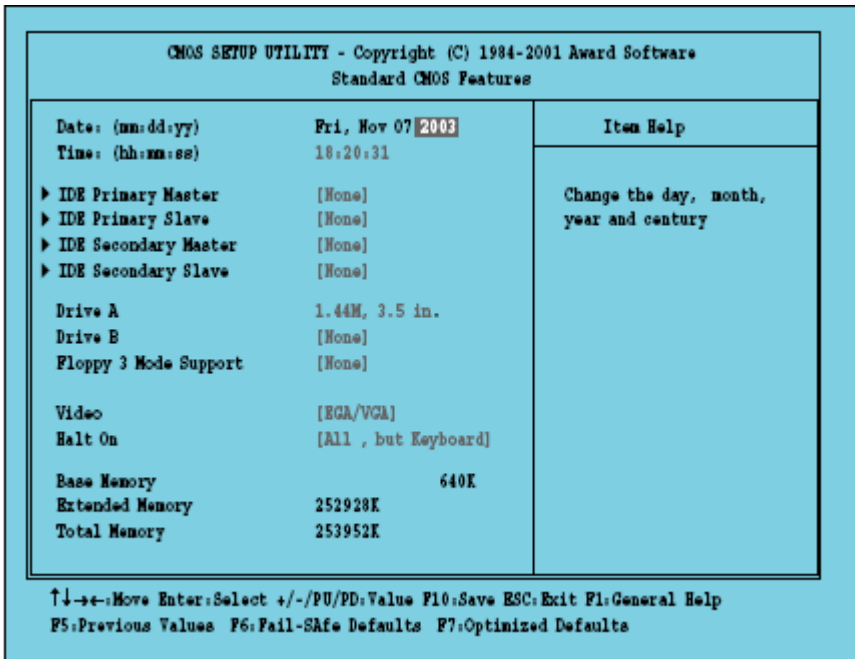 CMOS SETUP UTILITY - Copyright (C) 1984-2001 Award Software
Standard CMOS Features
Date: (mm:dd:yy) Fri, Nov 07 2003
Time: (hh:mm:ss) 18:20:31
IDE Primary Master [None]
IDE Primary Slave [None]
IDE Secondary Master [None]
IDE Secondary Slave [None]
Drive A 1.44M, 3.5 in.
Drive B [None]
Floppy 3 Mode Support [None]
Video [EGA/VGA]
Halt On [All , but Keyboard]
Base Memory 640K
Extended Memory 252928K
Total Memory 253952K
Item Help
Change the day, month,
year and century
↑↓→←:Move Enter:Select +/-/PU/PD:Value F10:Save ESC:Exit F1:General Help
F5:Previous Values F6:Fail-SAfe Defaults F7:Optimized Defaults